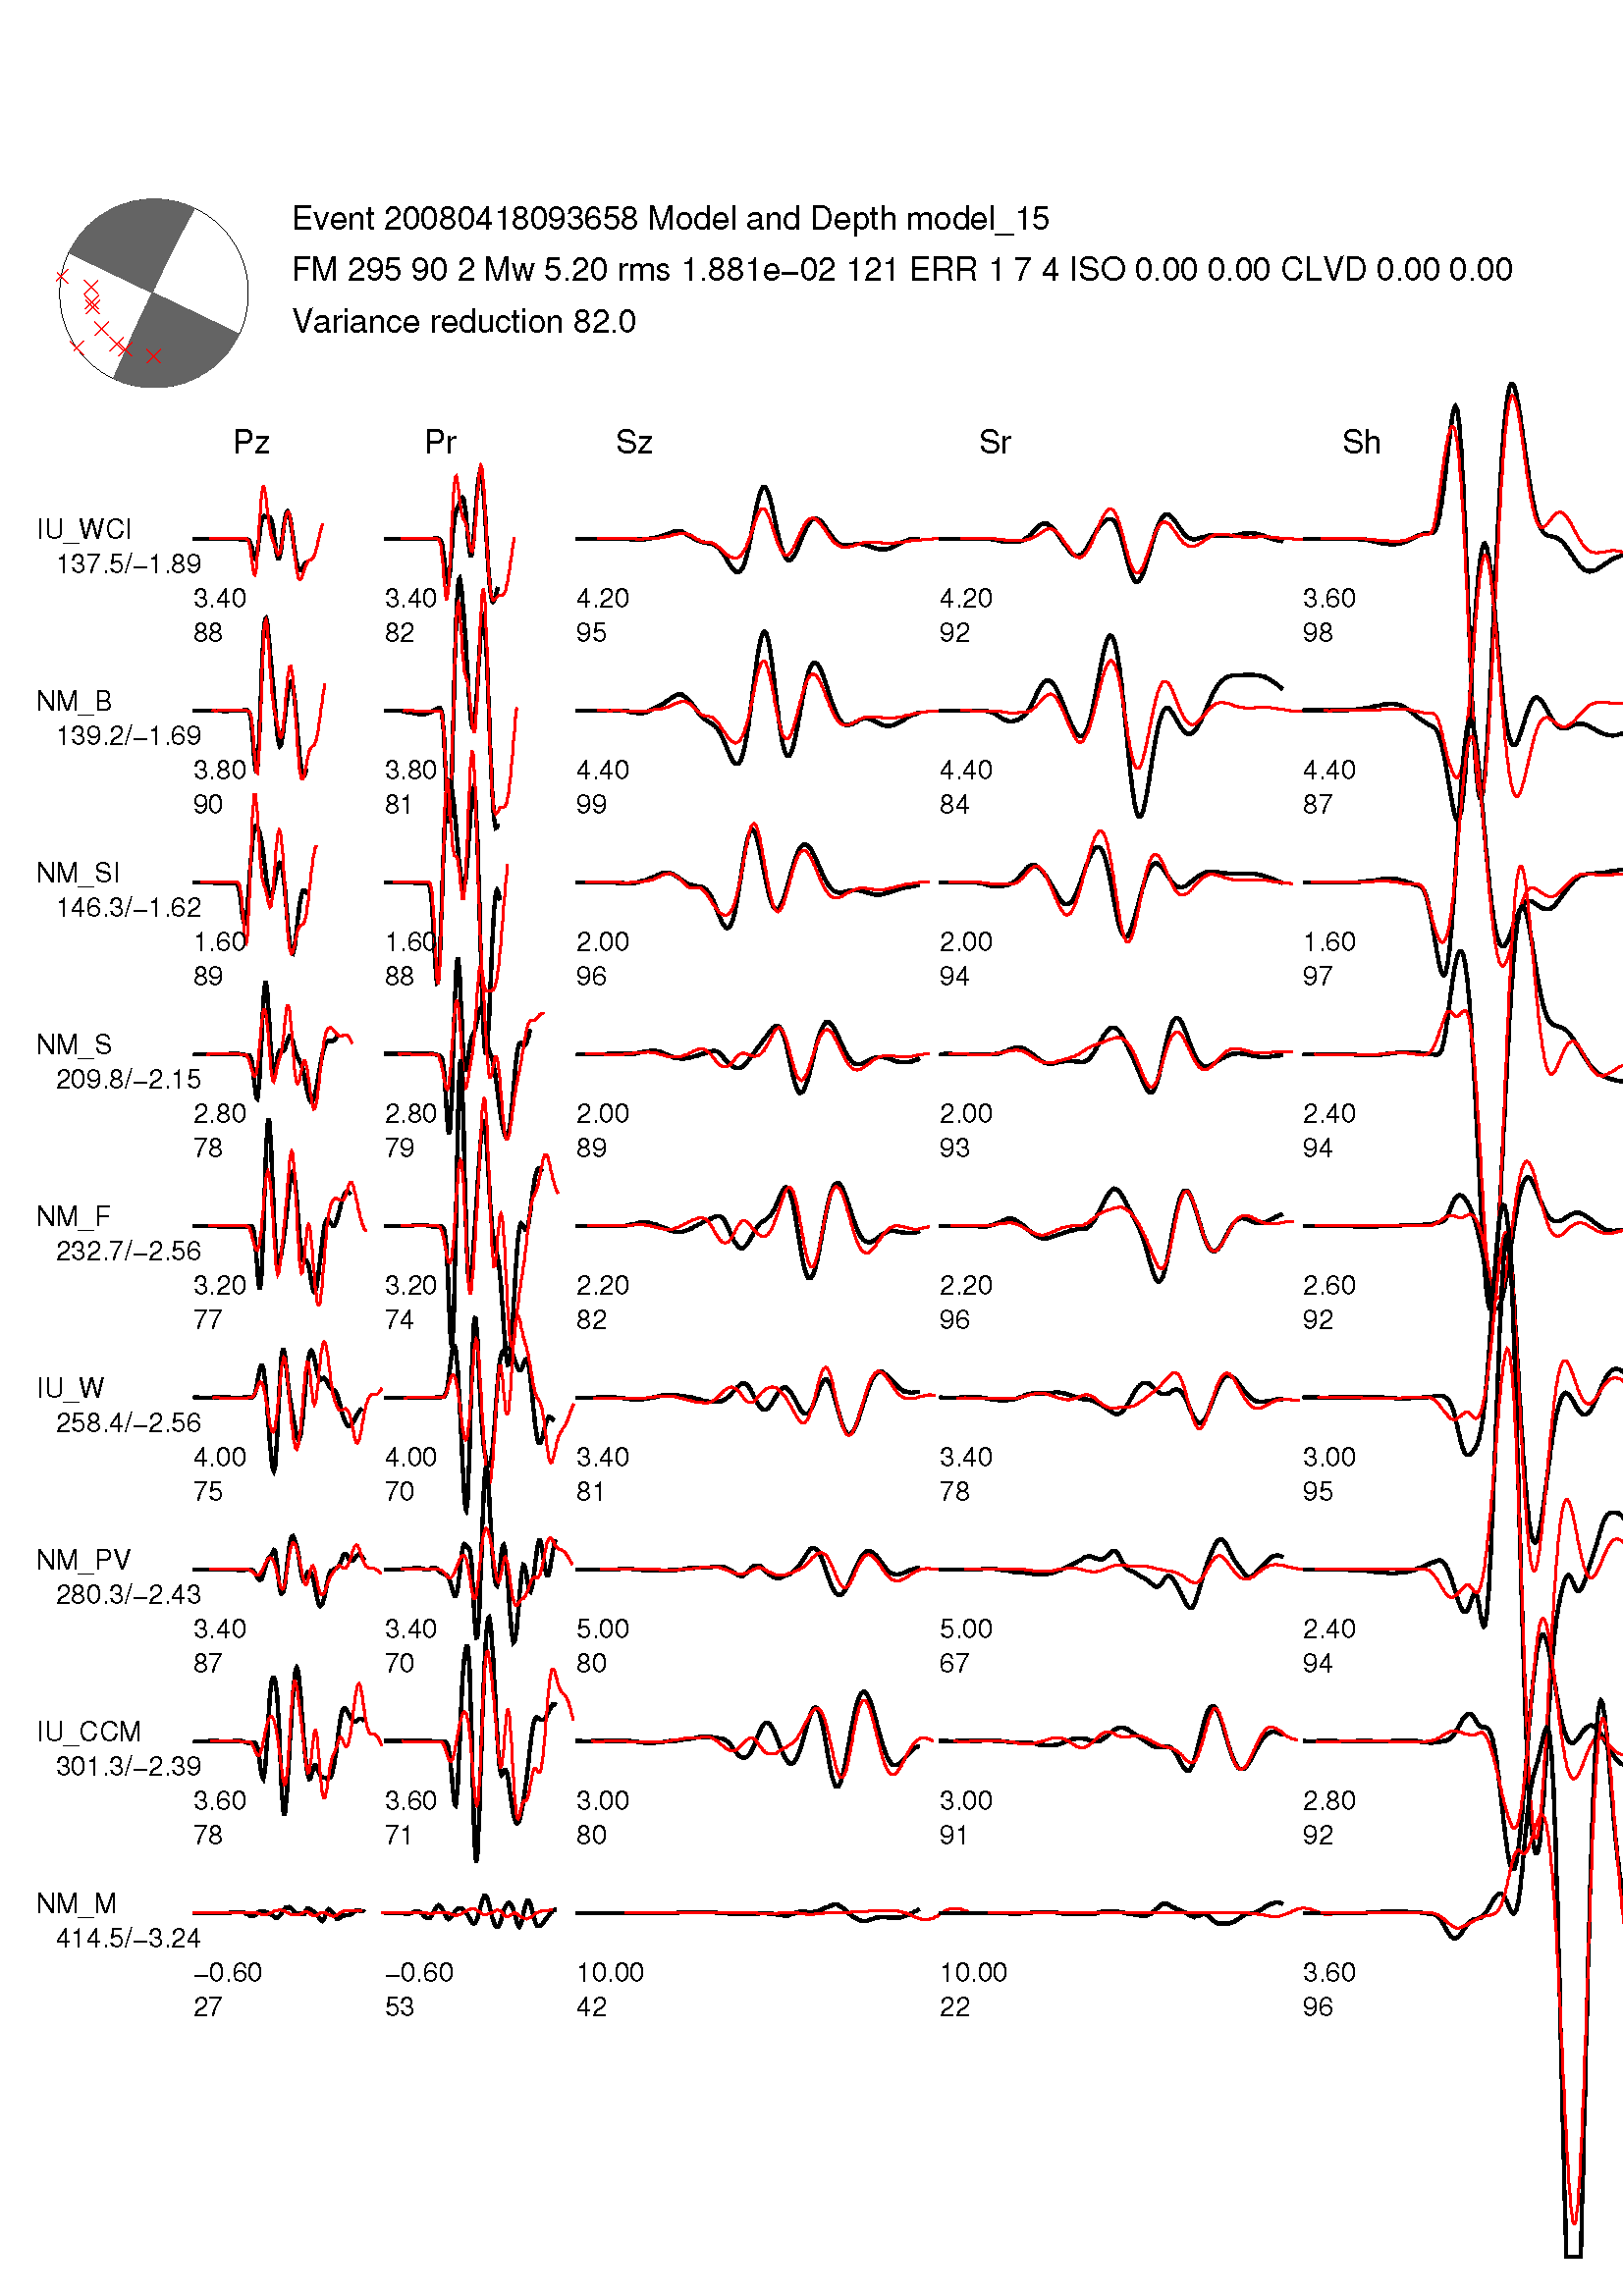 Event 20080418093658 Model and Depth model_15
FM 295 90 2 Mw 5.20 rms 1.881e−02 121 ERR 1 7 4 ISO 0.00 0.00 CLVD 0.00 0.00
Variance reduction 82.0
Pz Pr Sz Sr Sh
IU_WCI
137.5/−1.89
3.40 3.40 4.20 4.20 3.60
88 82 95 92 98
NM_B
139.2/−1.69
3.80 3.80 4.40 4.40 4.40
90 81 99 84 87
NM_SI
146.3/−1.62
1.60 1.60 2.00 2.00 1.60
89 88 96 94 97
NM_S
209.8/−2.15
2.80 2.80 2.00 2.00 2.40
78 79 89 93 94
NM_F
232.7/−2.56
3.20 3.20 2.20 2.20 2.60
77 74 82 96 92
IU_W
258.4/−2.56
4.00 4.00 3.40 3.40 3.00
75 70 81 78 95
NM_PV
280.3/−2.43
3.40 3.40 5.00 5.00 2.40
87 70 80 67 94
IU_CCM
301.3/−2.39
3.60 3.60 3.00 3.00 2.80
78 71 80 91 92
NM_M
414.5/−3.24
−0.60 −0.60 10.00 10.00 3.60
27 53 42 22 96